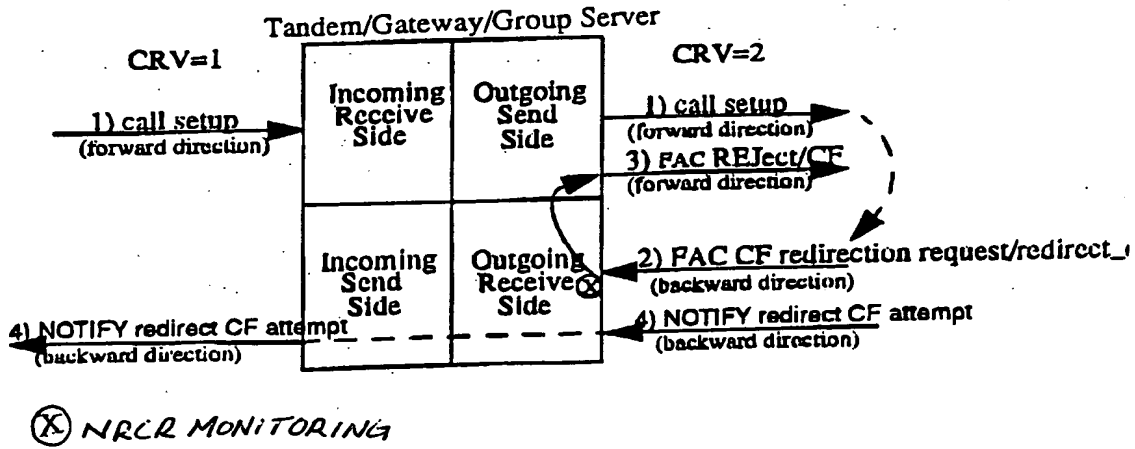 Tandem/Gateway/Group Server
CRV=1
CRV=2
Incoming
Receive
Side
Outgoing
Send
Side
1) call setup
(forward direction)
1) call setup
(forward direction)
3) FAC REJect/CF
(forward direction)
Incoming
Send
Side
Outgoing
Receive
Side
X
2) FAC CF redirection request/redirect_
(backward direction)
4) NOTIFY redirect CF attempt
(backward direction)
4) NOTIFY redirect CF attempt
(backward direction)
X NRCR MONITORING